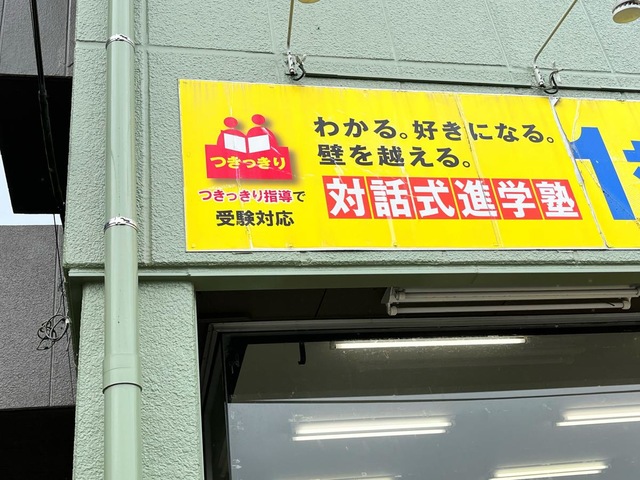 つきっきり
つきっきり指導で
受験対応
わかる。好きになる。
壁を越える。
対話式進学塾
1